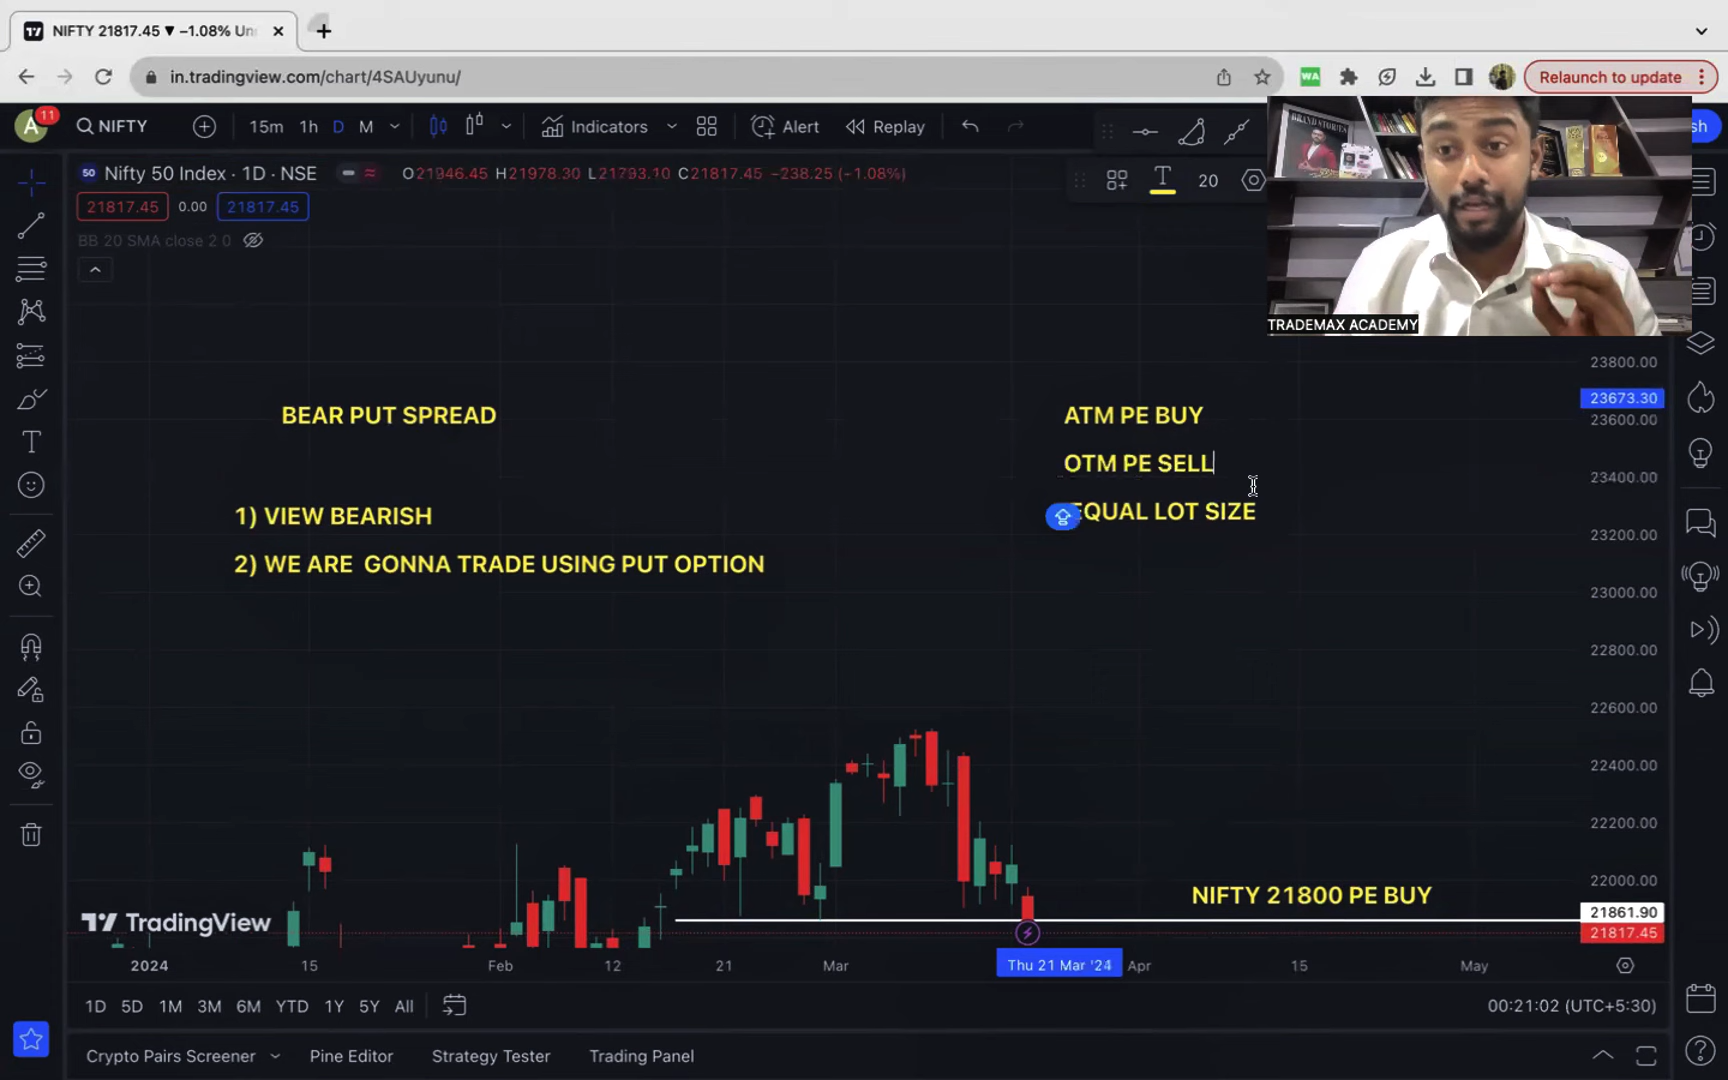 NIFTY 21817.45 ▼ −1.08% Un
in.tradingview.com/chart/4SAUyunu/
WA
Relaunch to update
A 11
NIFTY
15m 1h D M
Indicators
Alert
Replay
sh
50 Nifty 50 Index · 1D · NSE
O21946.45 H21978.30 L21793.10 C21817.45 −238.25 (−1.08%)
T 20
21817.45 0.00 21817.45
BB 20 SMA close 2 0
BRAND STORIES
TRADEMAX ACADEMY
23800.00
23673.30
23600.00
23400.00
23200.00
23000.00
22800.00
22600.00
22400.00
22200.00
22000.00
21861.90
21817.45
BEAR PUT SPREAD
1) VIEW BEARISH
2) WE ARE GONNA TRADE USING PUT OPTION
ATM PE BUY
OTM PE SELL
EQUAL LOT SIZE
NIFTY 21800 PE BUY
TradingView
2024 15 Feb 12 21 Mar Thu 21 Mar '24 Apr 15 May
1D 5D 1M 3M 6M YTD 1Y 5Y All
00:21:02 (UTC+5:30)
Crypto Pairs Screener Pine Editor Strategy Tester Trading Panel